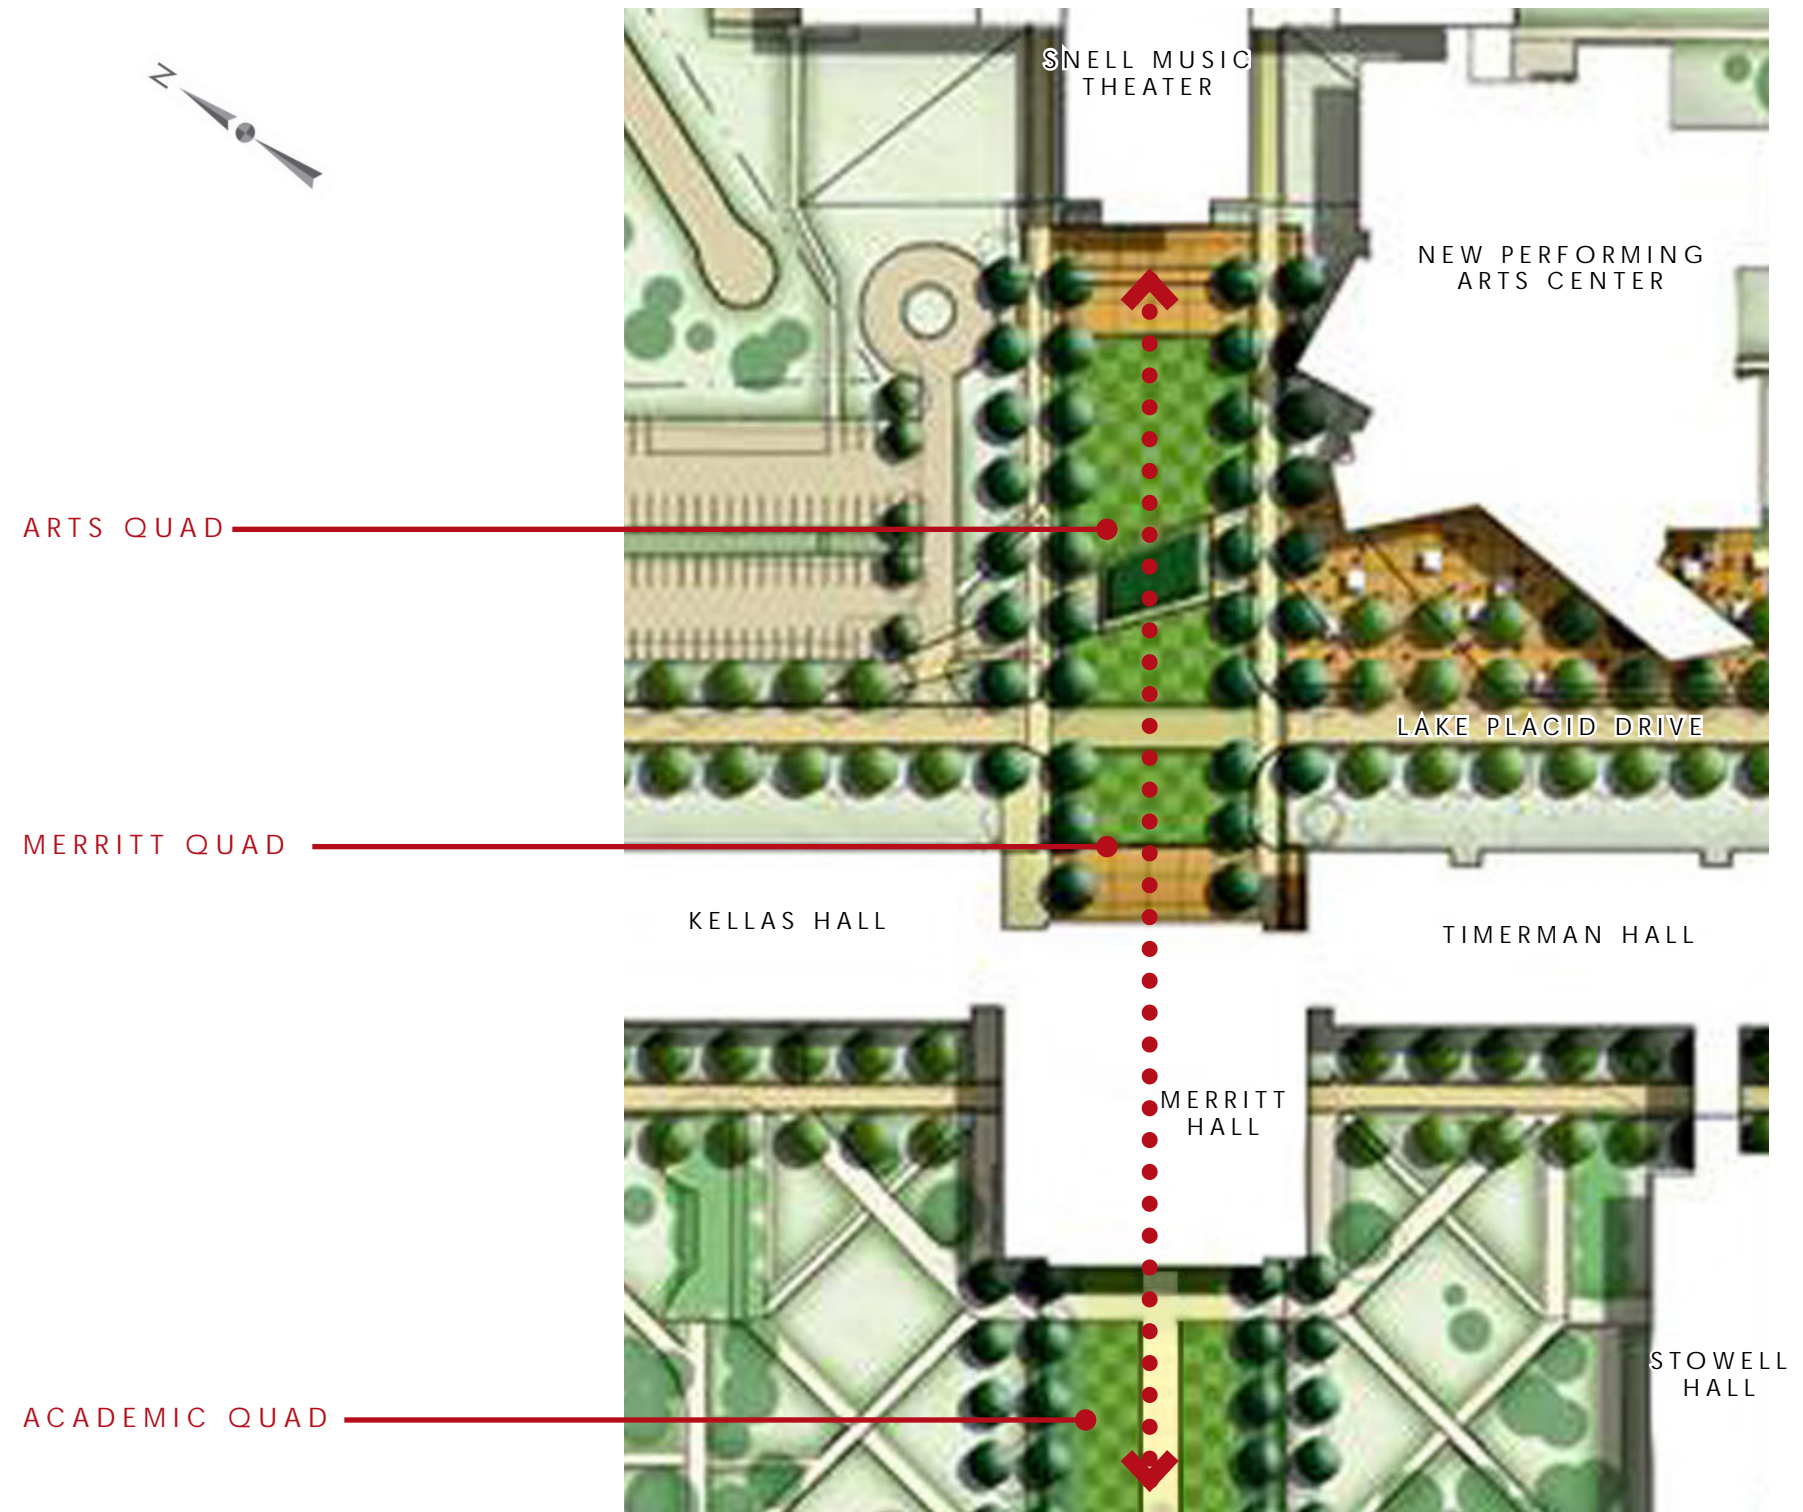 N
SNELL MUSIC
THEATER
NEW PERFORMING
ARTS CENTER
ARTS QUAD
LAKE PLACID DRIVE
MERRITT QUAD
KELLAS HALL
TIMERMAN HALL
MERRITT
HALL
STOWELL
HALL
ACADEMIC QUAD